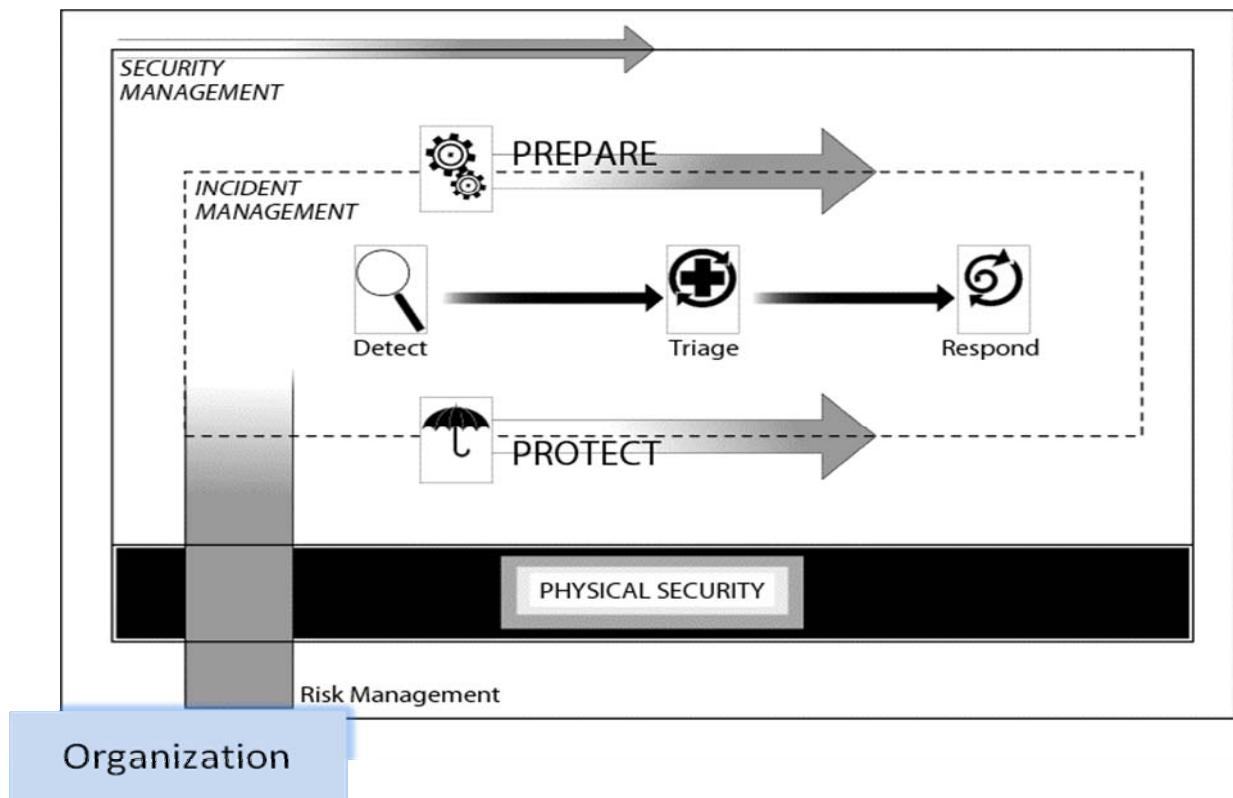 SECURITY
MANAGEMENT
PREPARE
INCIDENT
MANAGEMENT
Detect
Triage
Respond
PROTECT
PHYSICAL SECURITY
Risk Management
Organization